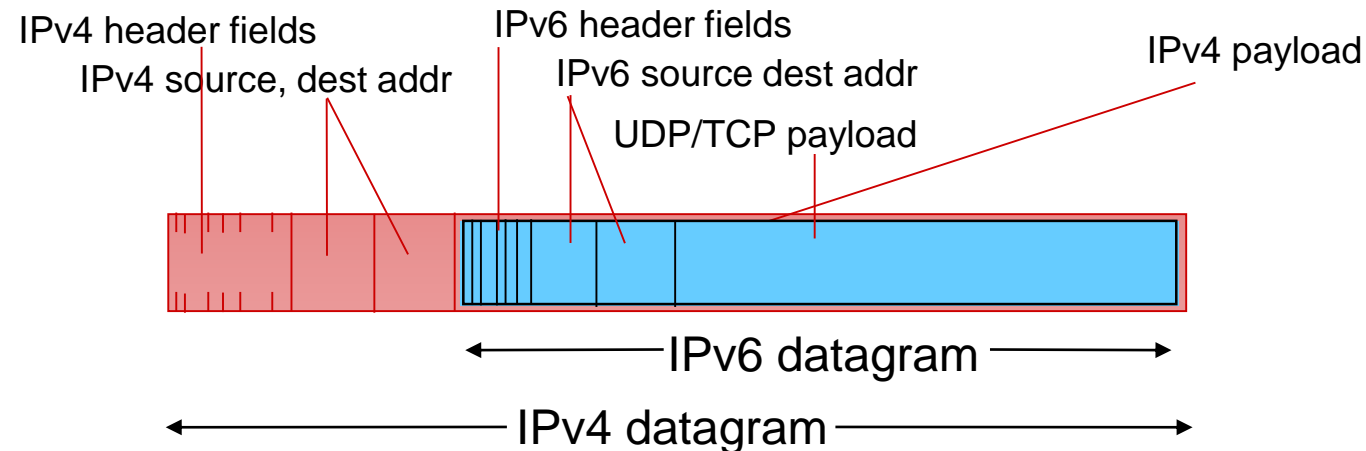 IPv4 header fields
IPv6 header fields
IPv4 payload
IPv4 source, dest addr
IPv6 source dest addr
UDP/TCP payload
IPv6 datagram
IPv4 datagram